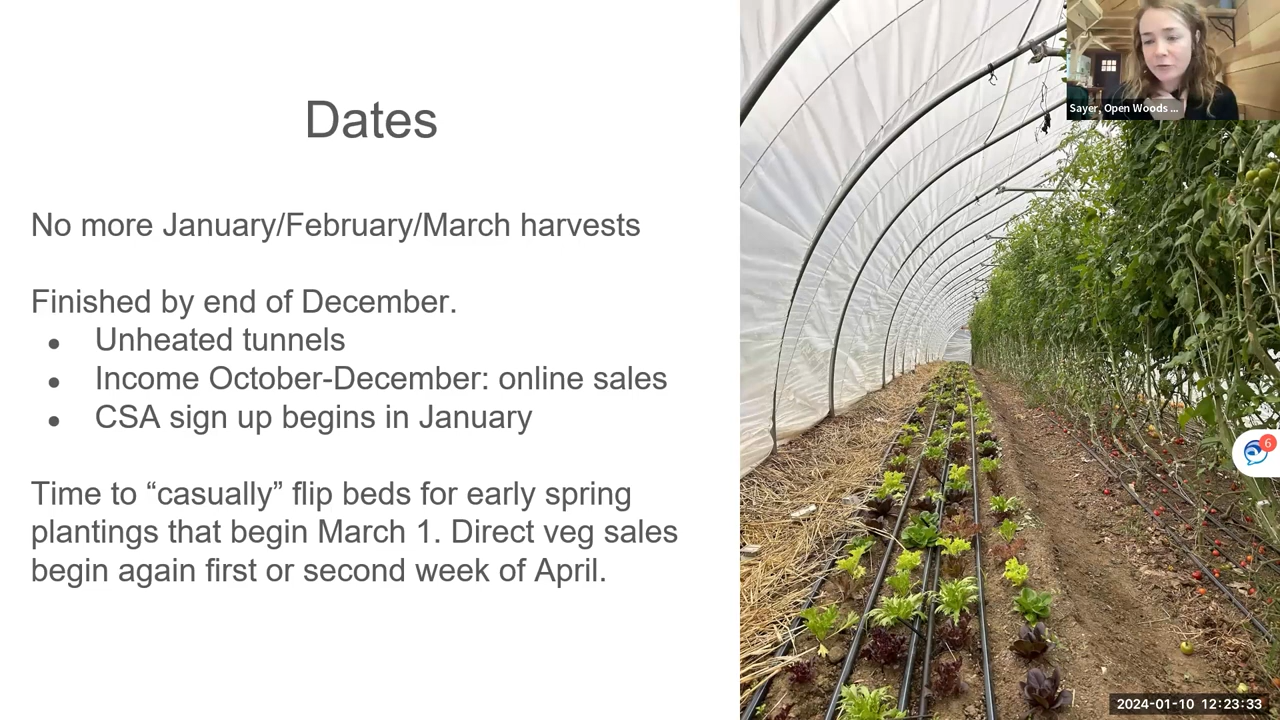 Dates
No more January/February/March harvests
Finished by end of December.
● Unheated tunnels
● Income October-December: online sales
● CSA sign up begins in January
Time to “casually” flip beds for early spring
plantings that begin March 1. Direct veg sales
begin again first or second week of April.
Sayer, Open Woods ...
6
2024-01-10 12:23:33